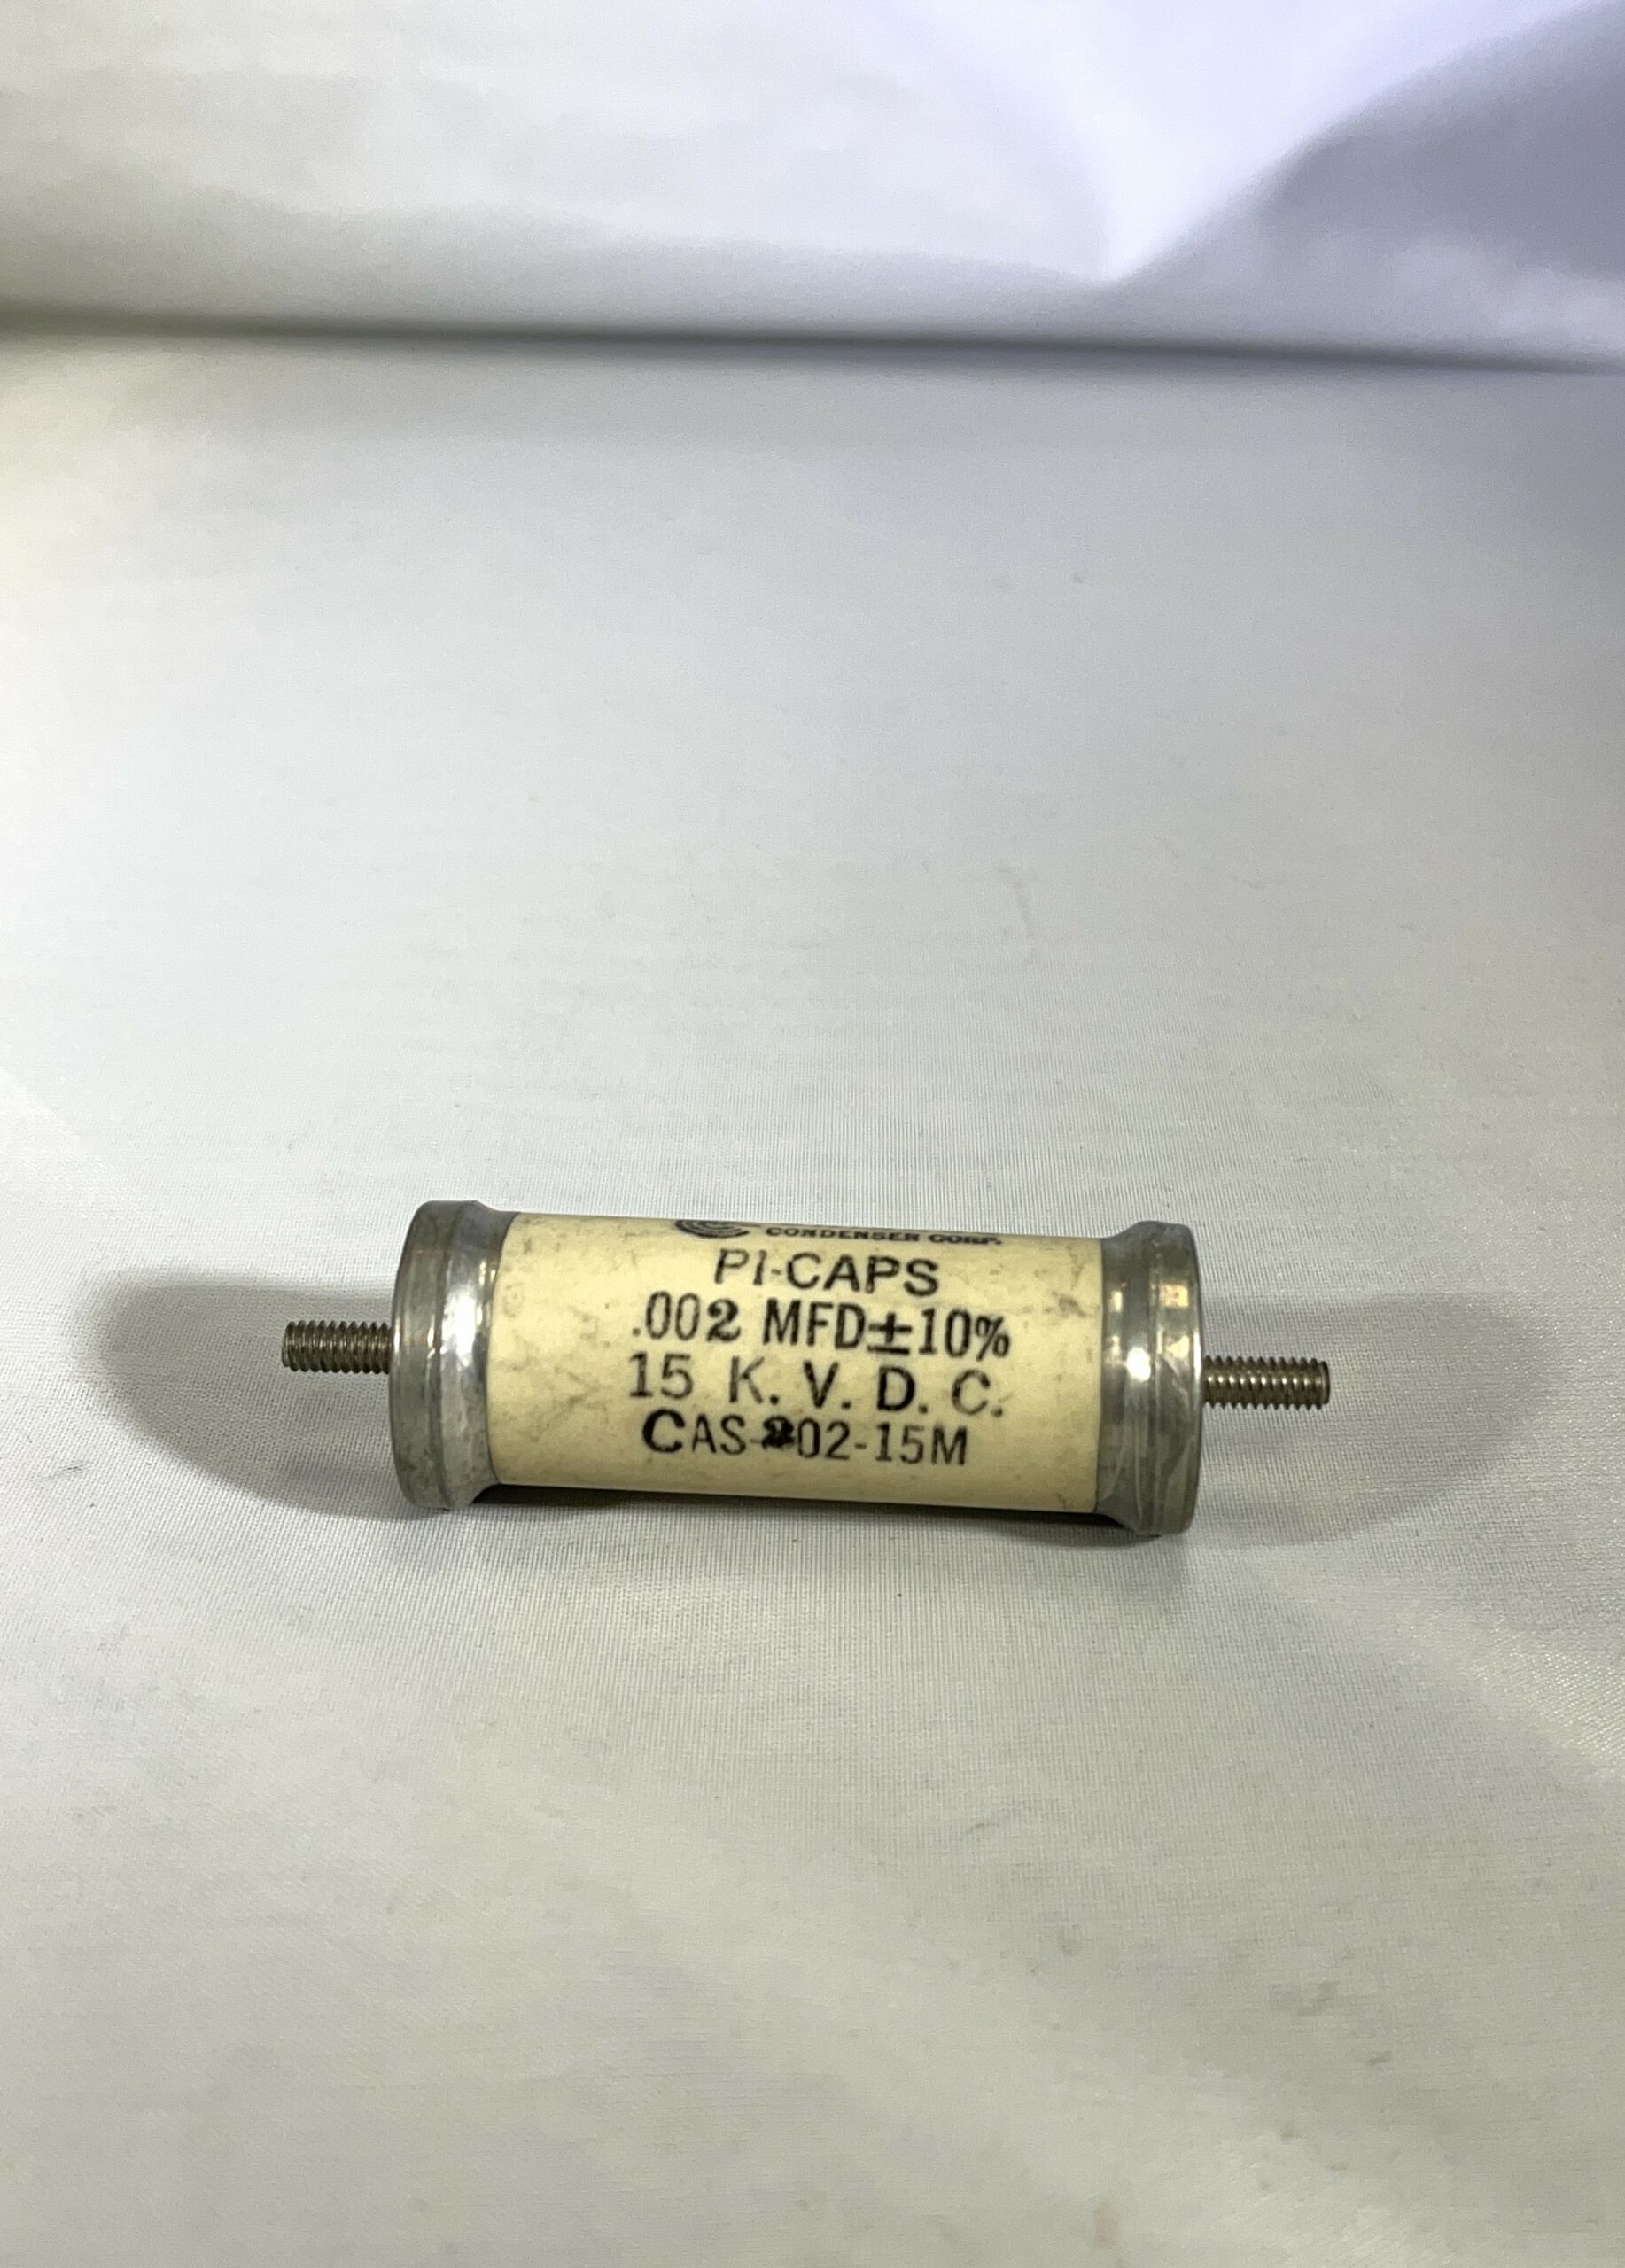 CONDENSER CORP.
PI-CAPS
.002 MFD±10%
15 K. V. D. C.
CAS-202-15M